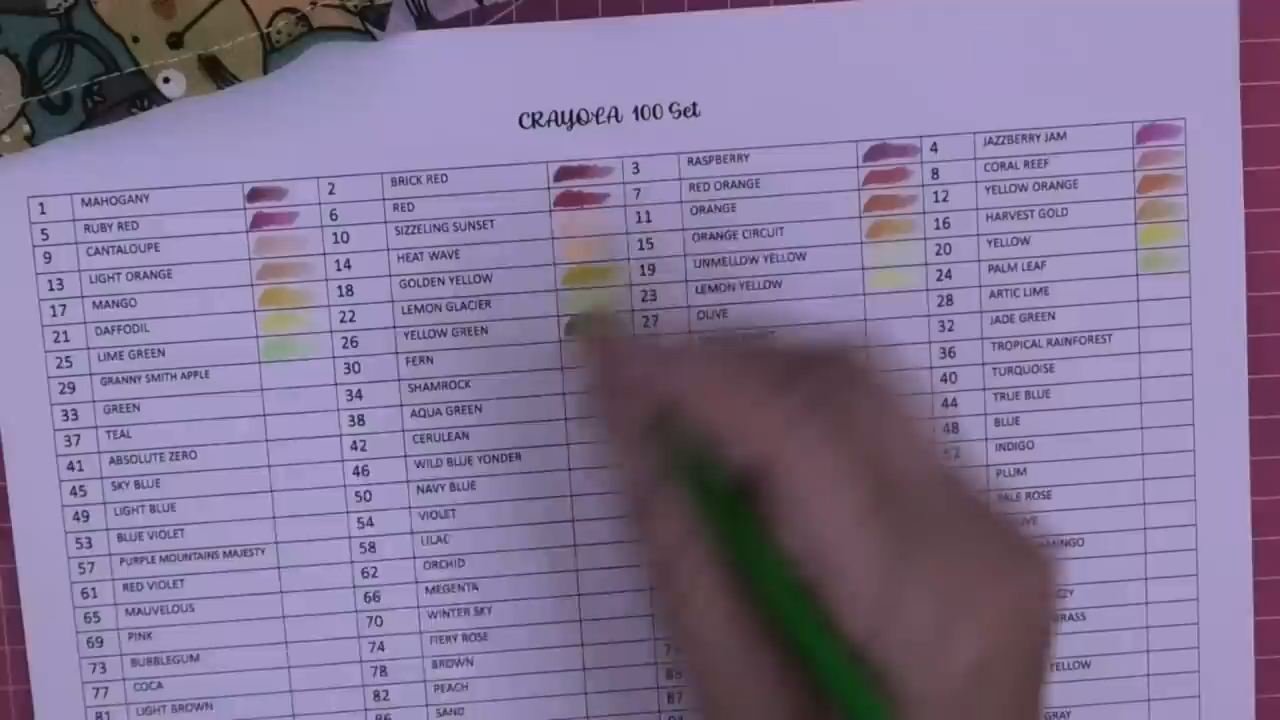 CRAYOLA 100 Set
1 MAHOGANY 2 BRICK RED 3 RASPBERRY 4 JAZZBERRY JAM
5 RUBY RED 6 RED 7 RED ORANGE 8 CORAL REEF
9 CANTALOUPE 10 SIZZELING SUNSET 11 ORANGE 12 YELLOW ORANGE
13 LIGHT ORANGE 14 HEAT WAVE 15 ORANGE CIRCUIT 16 HARVEST GOLD
17 MANGO 18 GOLDEN YELLOW 19 UNMELLOW YELLOW 20 YELLOW
21 DAFFODIL 22 LEMON GLACIER 23 LEMON YELLOW 24 PALM LEAF
25 LIME GREEN 26 YELLOW GREEN 27 OLIVE 28 ARTIC LIME
29 GRANNY SMITH APPLE 30 FERN 32 JADE GREEN
33 GREEN 34 SHAMROCK 36 TROPICAL RAINFOREST
37 TEAL 38 AQUA GREEN 40 TURQUOISE
41 ABSOLUTE ZERO 42 CERULEAN 44 TRUE BLUE
45 SKY BLUE 46 WILD BLUE YONDER 48 BLUE
49 LIGHT BLUE 50 NAVY BLUE INDIGO
53 BLUE VIOLET 54 VIOLET PLUM
57 PURPLE MOUNTAINS MAJESTY 58 LILAC PALE ROSE
61 RED VIOLET 62 ORCHID
65 MAUVELOUS 66 MEGENTA
69 PINK 70 WINTER SKY
73 BUBBLEGUM 74 FIERY ROSE
77 COCA 78 BROWN YELLOW
81 LIGHT BROWN 82 PEACH
86 SAND 87 GRAY